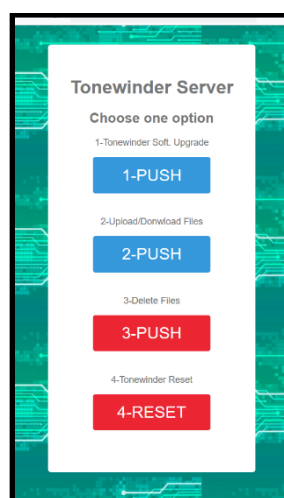 Tonewinder Server
Choose one option
1-Tonewinder Soft. Upgrade
1-PUSH
2-Upload/Donwload Files
2-PUSH
3-Delete Files
3-PUSH
4-Tonewinder Reset
4-RESET